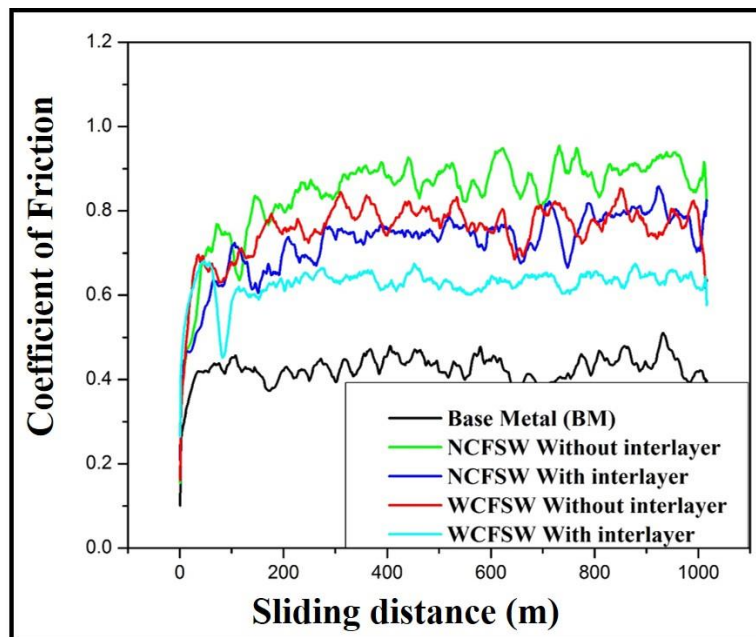 1.2
1.0
0.8
0.6
0.4
0.2
0.0
Coefficient of Friction
Base Metal (BM)
NCFSW Without interlayer
NCFSW With interlayer
WCFSW Without interlayer
WCFSW With interlayer
0 200 400 600 800 1000
Sliding distance (m)